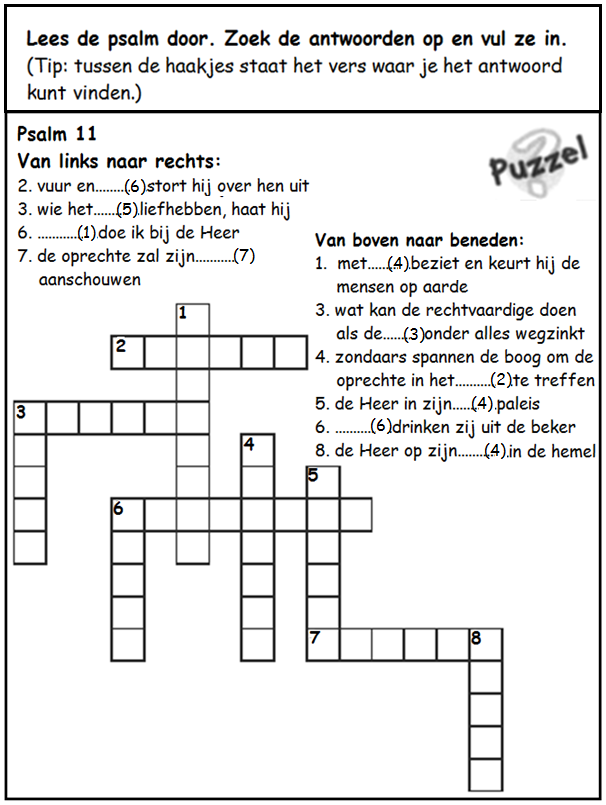 Lees de psalm door. Zoek de antwoorden op en vul ze in.
(Tip: tussen de haakjes staat het vers waar je het antwoord
kunt vinden.)
Psalm 11
Van links naar rechts:
2. vuur en........(6).stort hij over hen uit
3. wie het......(5).liefhebben, haat hij
6. ...........(1).doe ik bij de Heer
7. de oprechte zal zijn..........(7)
aanschouwen
Puzzel
?
Van boven naar beneden:
1. met.....(4).beziet en keurt hij de
mensen op aarde
3. wat kan de rechtvaardige doen
als de.....(3)onder alles wegzinkt
4. zondaars spannen de boog om de
oprechte in het..........(2)te treffen
5. de Heer in zijn.....(4).paleis
6. ..........(6)drinken zij uit de beker
8. de Heer op zijn.......(4).in de hemel
1
2
3
4
5
6
7
8